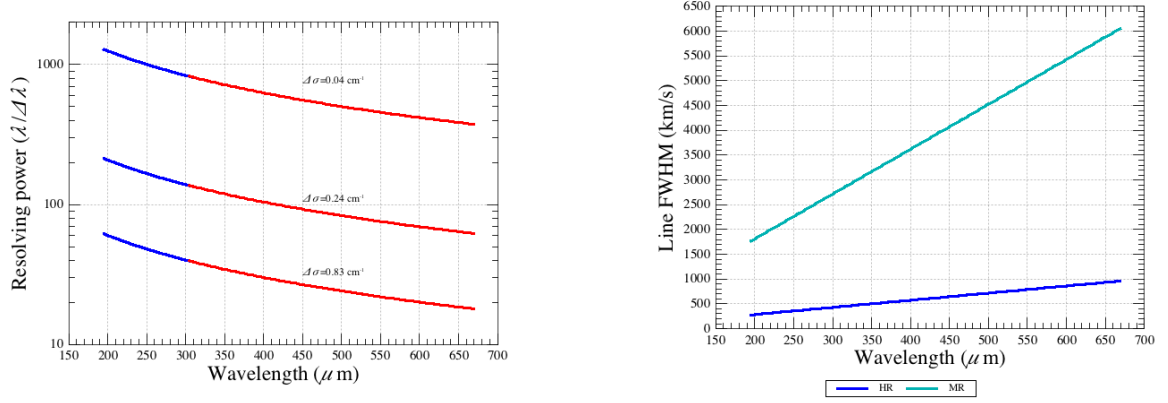 Resolving power (λ/Δλ)
1000
100
10
Δσ=0.04 cm⁻¹
Δσ=0.24 cm⁻¹
Δσ=0.83 cm⁻¹
150 200 250 300 350 400 450 500 550 600 650 700
Wavelength (μm)
Line FWHM (km/s)
6500
6000
5500
5000
4500
4000
3500
3000
2500
2000
1500
1000
500
0
150 200 250 300 350 400 450 500 550 600 650 700
Wavelength (μm)
HR MR